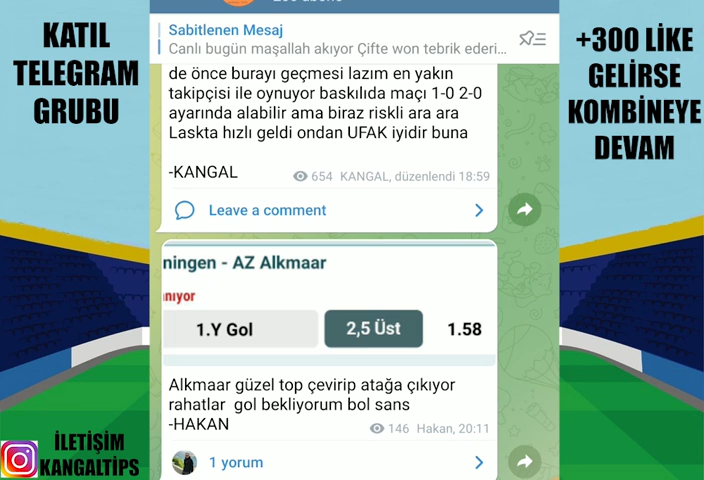 KATIL
TELEGRAM
GRUBU
Sabitlenen Mesaj
Canlı bugün maşallah akıyor Çifte won tebrik ederi...
+300 LİKE
GELİRSE
KOMBİNEYE
DEVAM
de önce burayı geçmesi lazım en yakın
takipçisi ile oynuyor baskılıda maçı 1-0 2-0
ayarında alabilir ama biraz riskli ara ara
Laskta hızlı geldi ondan UFAK iyidir buna
-KANGAL
654 KANGAL, düzenlendi 18:59
Leave a comment
ningen - AZ Alkmaar
nıyor
1.Y Gol 2,5 Üst 1.58
Alkmaar güzel top çevirip atağa çıkıyor
rahatlar gol bekliyorum bol sans
-HAKAN
146 Hakan, 20:11
1 yorum
İLETİŞİM
KANGALTİPS